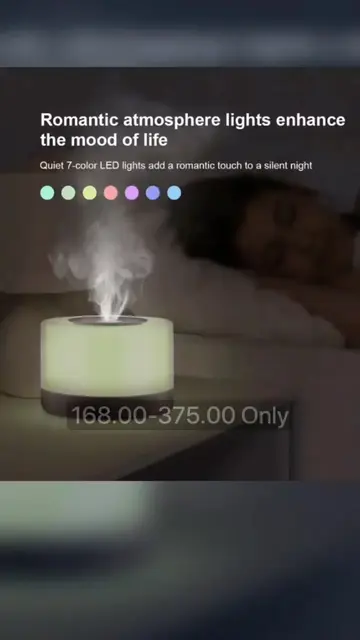 Romantic atmosphere lights enhance
the mood of life
Quiet 7-color LED lights add a romantic touch to a silent night
168.00-375.00 Only